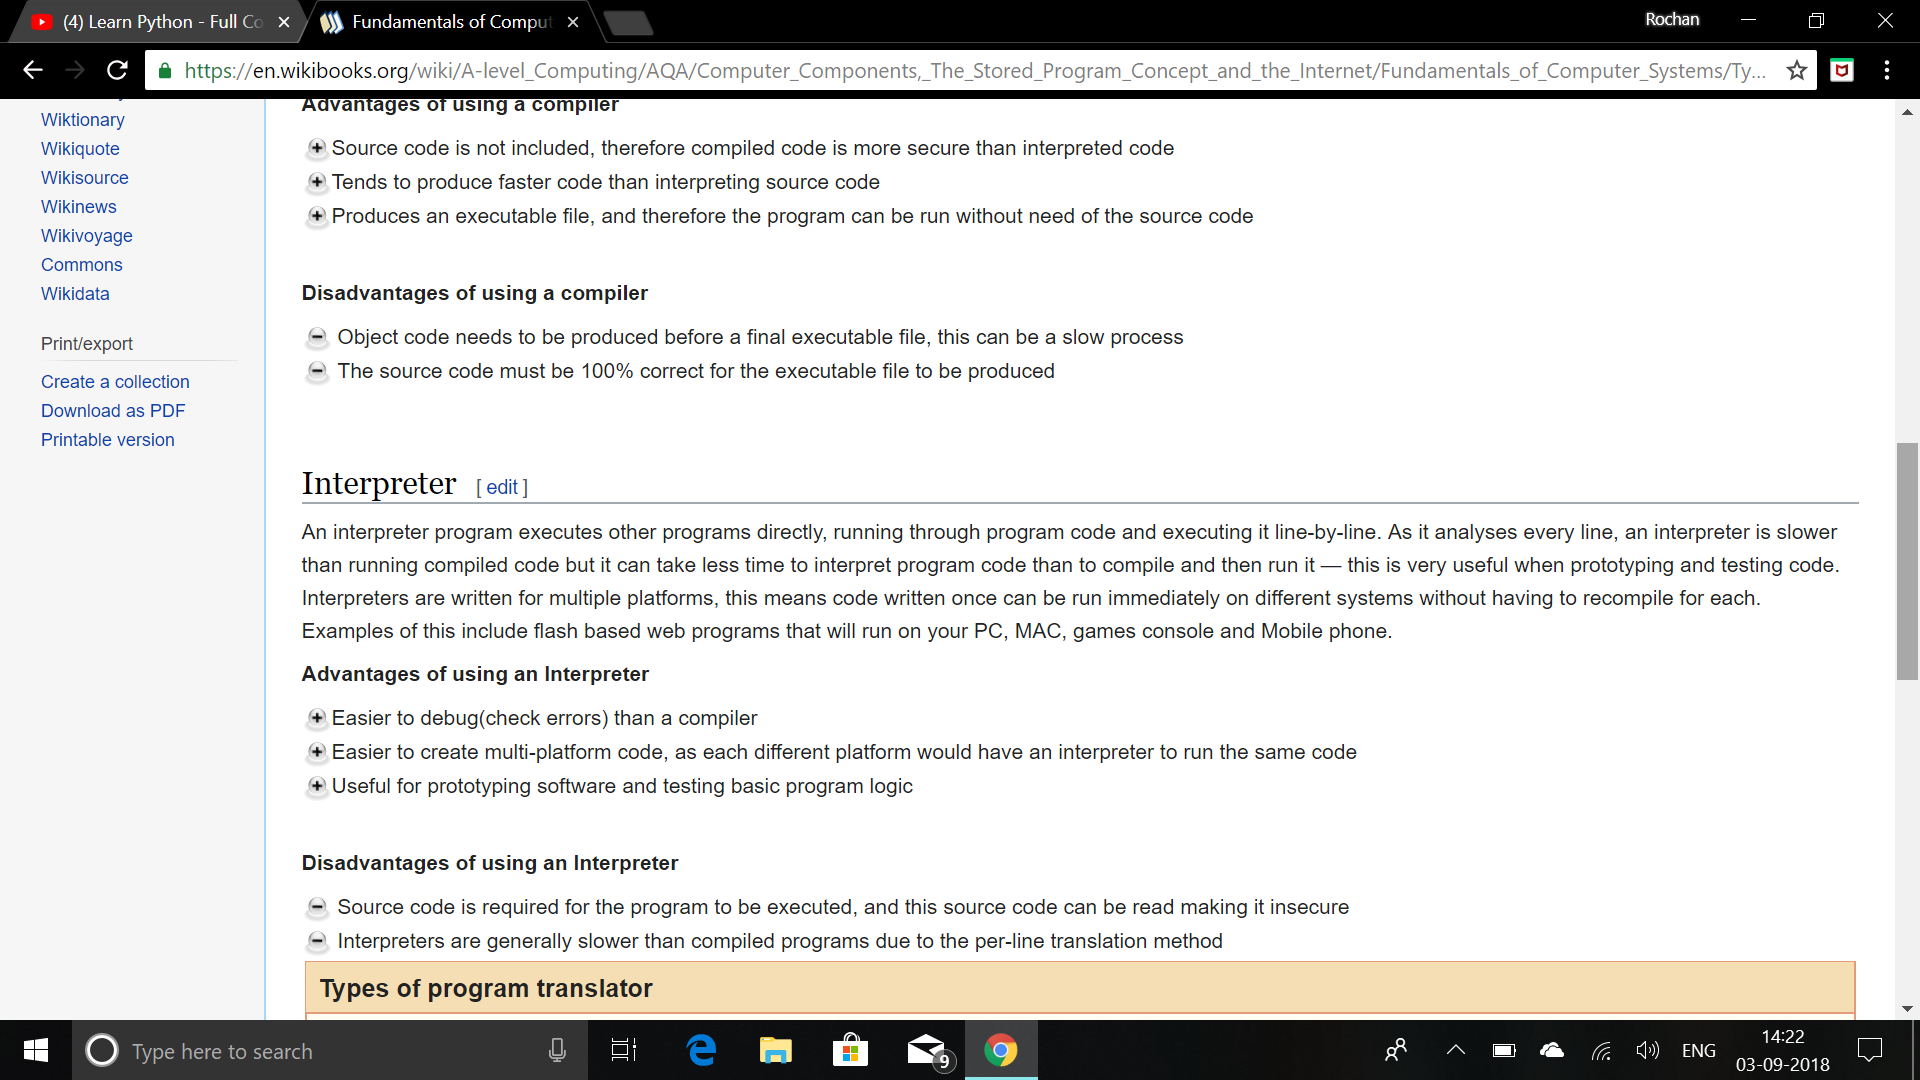 (4) Learn Python - Full Co
Fundamentals of Comput
Rochan
https://en.wikibooks.org/wiki/A-level_Computing/AQA/Computer_Components,_The_Stored_Program_Concept_and_the_Internet/Fundamentals_of_Computer_Systems/Ty...
Wiktionary
Wikiquote
Wikisource
Wikinews
Wikivoyage
Commons
Wikidata
Print/export
Create a collection
Download as PDF
Printable version
Advantages of using a compiler
Source code is not included, therefore compiled code is more secure than interpreted code
Tends to produce faster code than interpreting source code
Produces an executable file, and therefore the program can be run without need of the source code
Disadvantages of using a compiler
Object code needs to be produced before a final executable file, this can be a slow process
The source code must be 100% correct for the executable file to be produced
Interpreter [ edit ]
An interpreter program executes other programs directly, running through program code and executing it line-by-line. As it analyses every line, an interpreter is slower
than running compiled code but it can take less time to interpret program code than to compile and then run it — this is very useful when prototyping and testing code.
Interpreters are written for multiple platforms, this means code written once can be run immediately on different systems without having to recompile for each.
Examples of this include flash based web programs that will run on your PC, MAC, games console and Mobile phone.
Advantages of using an Interpreter
Easier to debug(check errors) than a compiler
Easier to create multi-platform code, as each different platform would have an interpreter to run the same code
Useful for prototyping software and testing basic program logic
Disadvantages of using an Interpreter
Source code is required for the program to be executed, and this source code can be read making it insecure
Interpreters are generally slower than compiled programs due to the per-line translation method
Types of program translator
Type here to search
9
ENG
14:22
03-09-2018